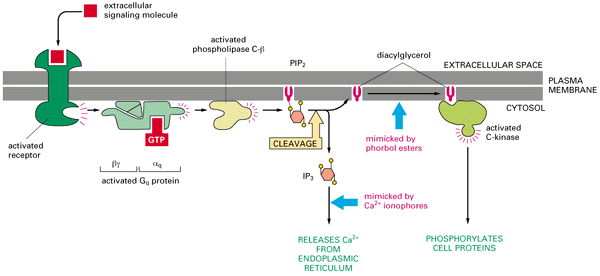 extracellular
signaling molecule
activated
phospholipase C-β
PIP2
diacylglycerol
EXTRACELLULAR SPACE
PLASMA
MEMBRANE
CYTOSOL
activated
receptor
GTP
βγ
αq
activated Gq protein
CLEAVAGE
mimicked by
phorbol esters
activated
C-kinase
IP3
mimicked by
Ca2+ ionophores
RELEASES Ca2+
FROM
ENDOPLASMIC
RETICULUM
PHOSPHORYLATES
CELL PROTEINS